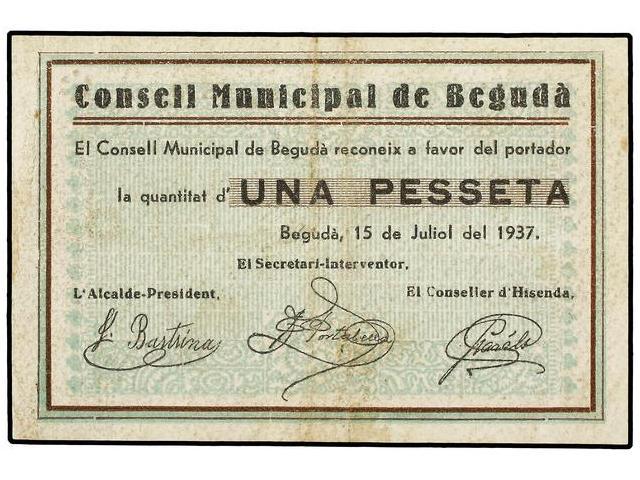 Consell Municipal de Begudà
El Consell Municipal de Begudà reconeix a favor del portador
la quantitat d' UNA PESSETA
Begudà, 15 de Juliol del 1937.
El Secretari-Interventor,
L'Alcalde-President,
El Conseller d'Hisenda,
Bartrina